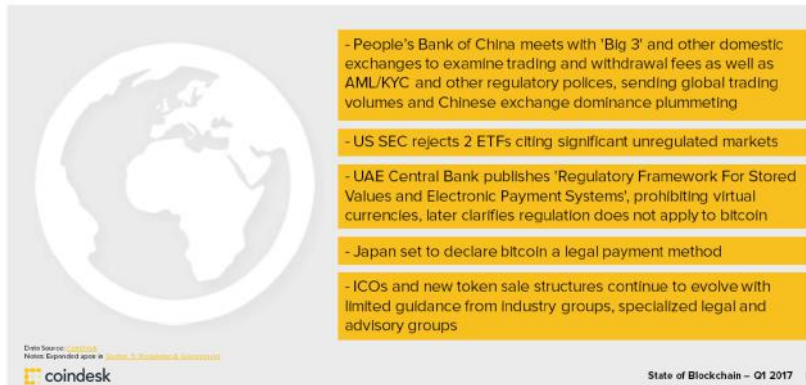 - People's Bank of China meets with 'Big 3' and other domestic
exchanges to examine trading and withdrawal fees as well as
AML/KYC and other regulatory polices, sending global trading
volumes and Chinese exchange dominance plummeting
- US SEC rejects 2 ETFs citing significant unregulated markets
- UAE Central Bank publishes 'Regulatory Framework For Stored
Values and Electronic Payment Systems', prohibiting virtual
currencies, later clarifies regulation does not apply to bitcoin
- Japan set to declare bitcoin a legal payment method
- ICOs and new token sale structures continue to evolve with
limited guidance from industry groups, specialized legal and
advisory groups
Data Source: CoinDesk
Notes: Expanded upon in
coindesk
State of Blockchain – Q1 2017